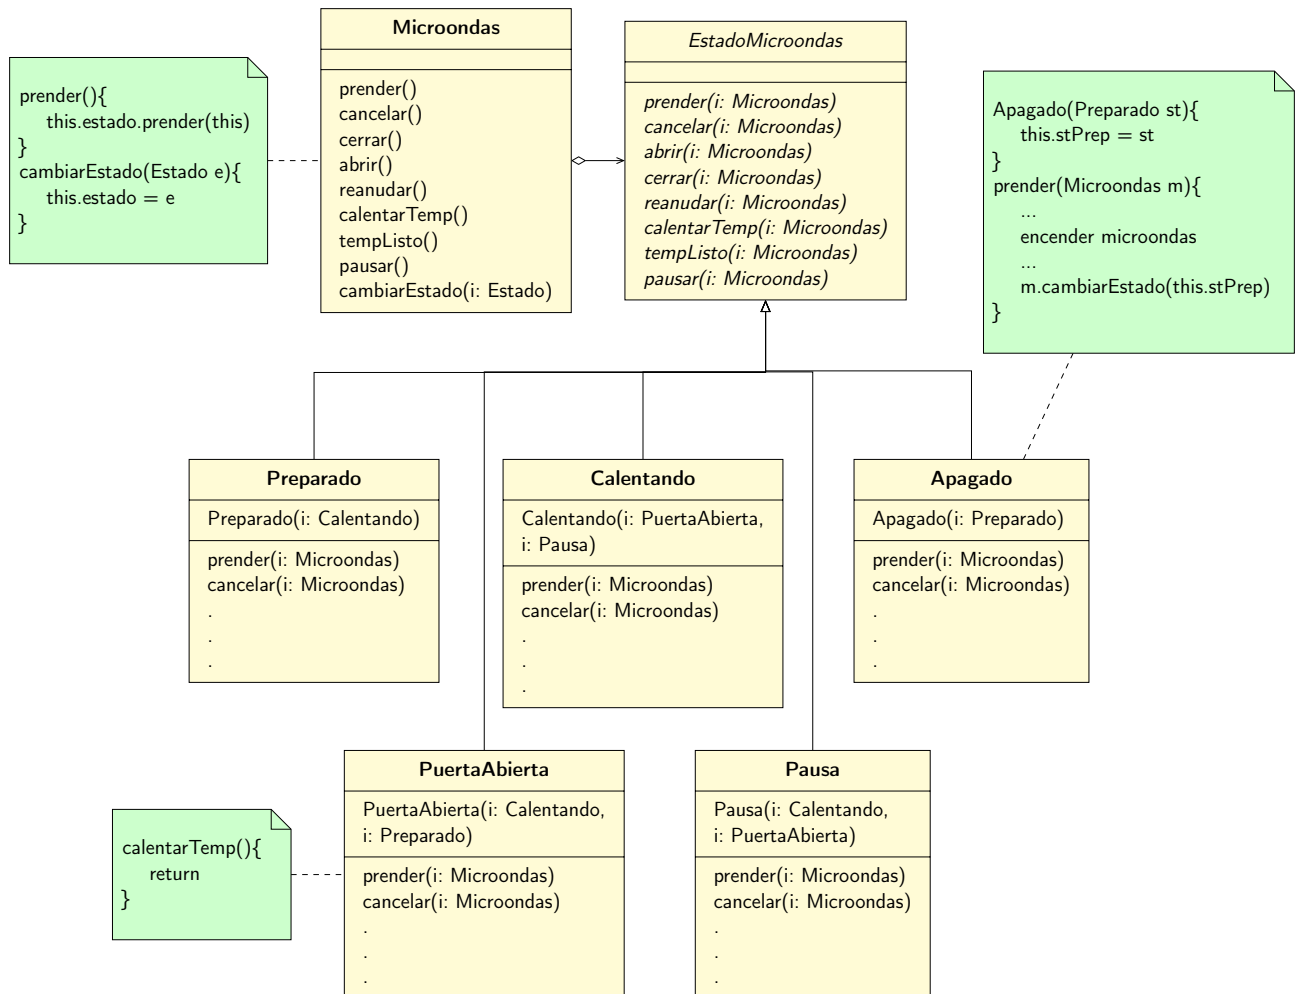 Microondas
prender()
cancelar()
cerrar()
abrir()
reanudar()
calentarTemp()
tempListo()
pausar()
cambiarEstado(i: Estado)
EstadoMicroondas
prender(i: Microondas)
cancelar(i: Microondas)
abrir(i: Microondas)
cerrar(i: Microondas)
reanudar(i: Microondas)
calentarTemp(i: Microondas)
tempListo(i: Microondas)
pausar(i: Microondas)
prender(){
this.estado.prender(this)
}
cambiarEstado(Estado e){
this.estado = e
}
Apagado(Preparado st){
this.stPrep = st
}
prender(Microondas m){
...
encender microondas
...
m.cambiarEstado(this.stPrep)
}
Preparado
Preparado(i: Calentando)
prender(i: Microondas)
cancelar(i: Microondas)
.
.
.
Calentando
Calentando(i: PuertaAbierta,
i: Pausa)
prender(i: Microondas)
cancelar(i: Microondas)
.
.
.
Apagado
Apagado(i: Preparado)
prender(i: Microondas)
cancelar(i: Microondas)
.
.
.
PuertaAbierta
PuertaAbierta(i: Calentando,
i: Preparado)
prender(i: Microondas)
cancelar(i: Microondas)
.
.
.
Pausa
Pausa(i: Calentando,
i: PuertaAbierta)
prender(i: Microondas)
cancelar(i: Microondas)
.
.
.
calentarTemp(){
return
}